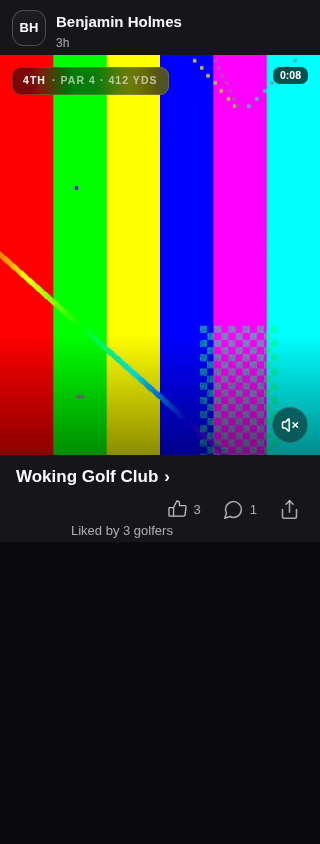 BH
Benjamin Holmes
3h
4TH · PAR 4 · 412 YDS
0:08
Woking Golf Club ›
3
1
Liked by 3 golfers